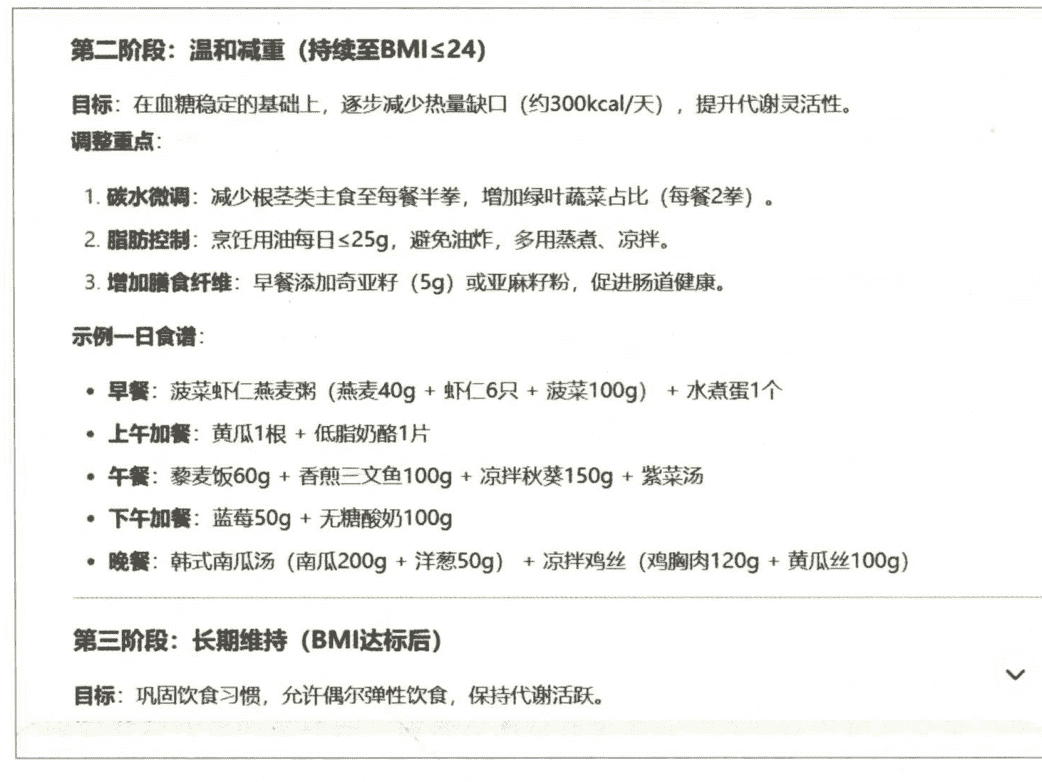 第二阶段：温和减重（持续至BMI≤24）
目标：在血糖稳定的基础上，逐步减少热量缺口（约300kcal/天），提升代谢灵活性。
调整重点：
1. 碳水微调：减少根茎类主食至每餐半拳，增加绿叶蔬菜占比（每餐2拳）。
2. 脂肪控制：烹饪用油每日≤25g，避免油炸，多用蒸煮、凉拌。
3. 增加膳食纤维：早餐添加奇亚籽（5g）或亚麻籽粉，促进肠道健康。
示例一日食谱：
• 早餐：菠菜虾仁燕麦粥（燕麦40g + 虾仁6只 + 菠菜100g） + 水煮蛋1个
• 上午加餐：黄瓜1根 + 低脂奶酪1片
• 午餐：藜麦饭60g + 香煎三文鱼100g + 凉拌秋葵150g + 紫菜汤
• 下午加餐：蓝莓50g + 无糖酸奶100g
• 晚餐：韩式南瓜汤（南瓜200g + 洋葱50g） + 凉拌鸡丝（鸡胸肉120g + 黄瓜丝100g）
第三阶段：长期维持（BMI达标后）
目标：巩固饮食习惯，允许偶尔弹性饮食，保持代谢活跃。